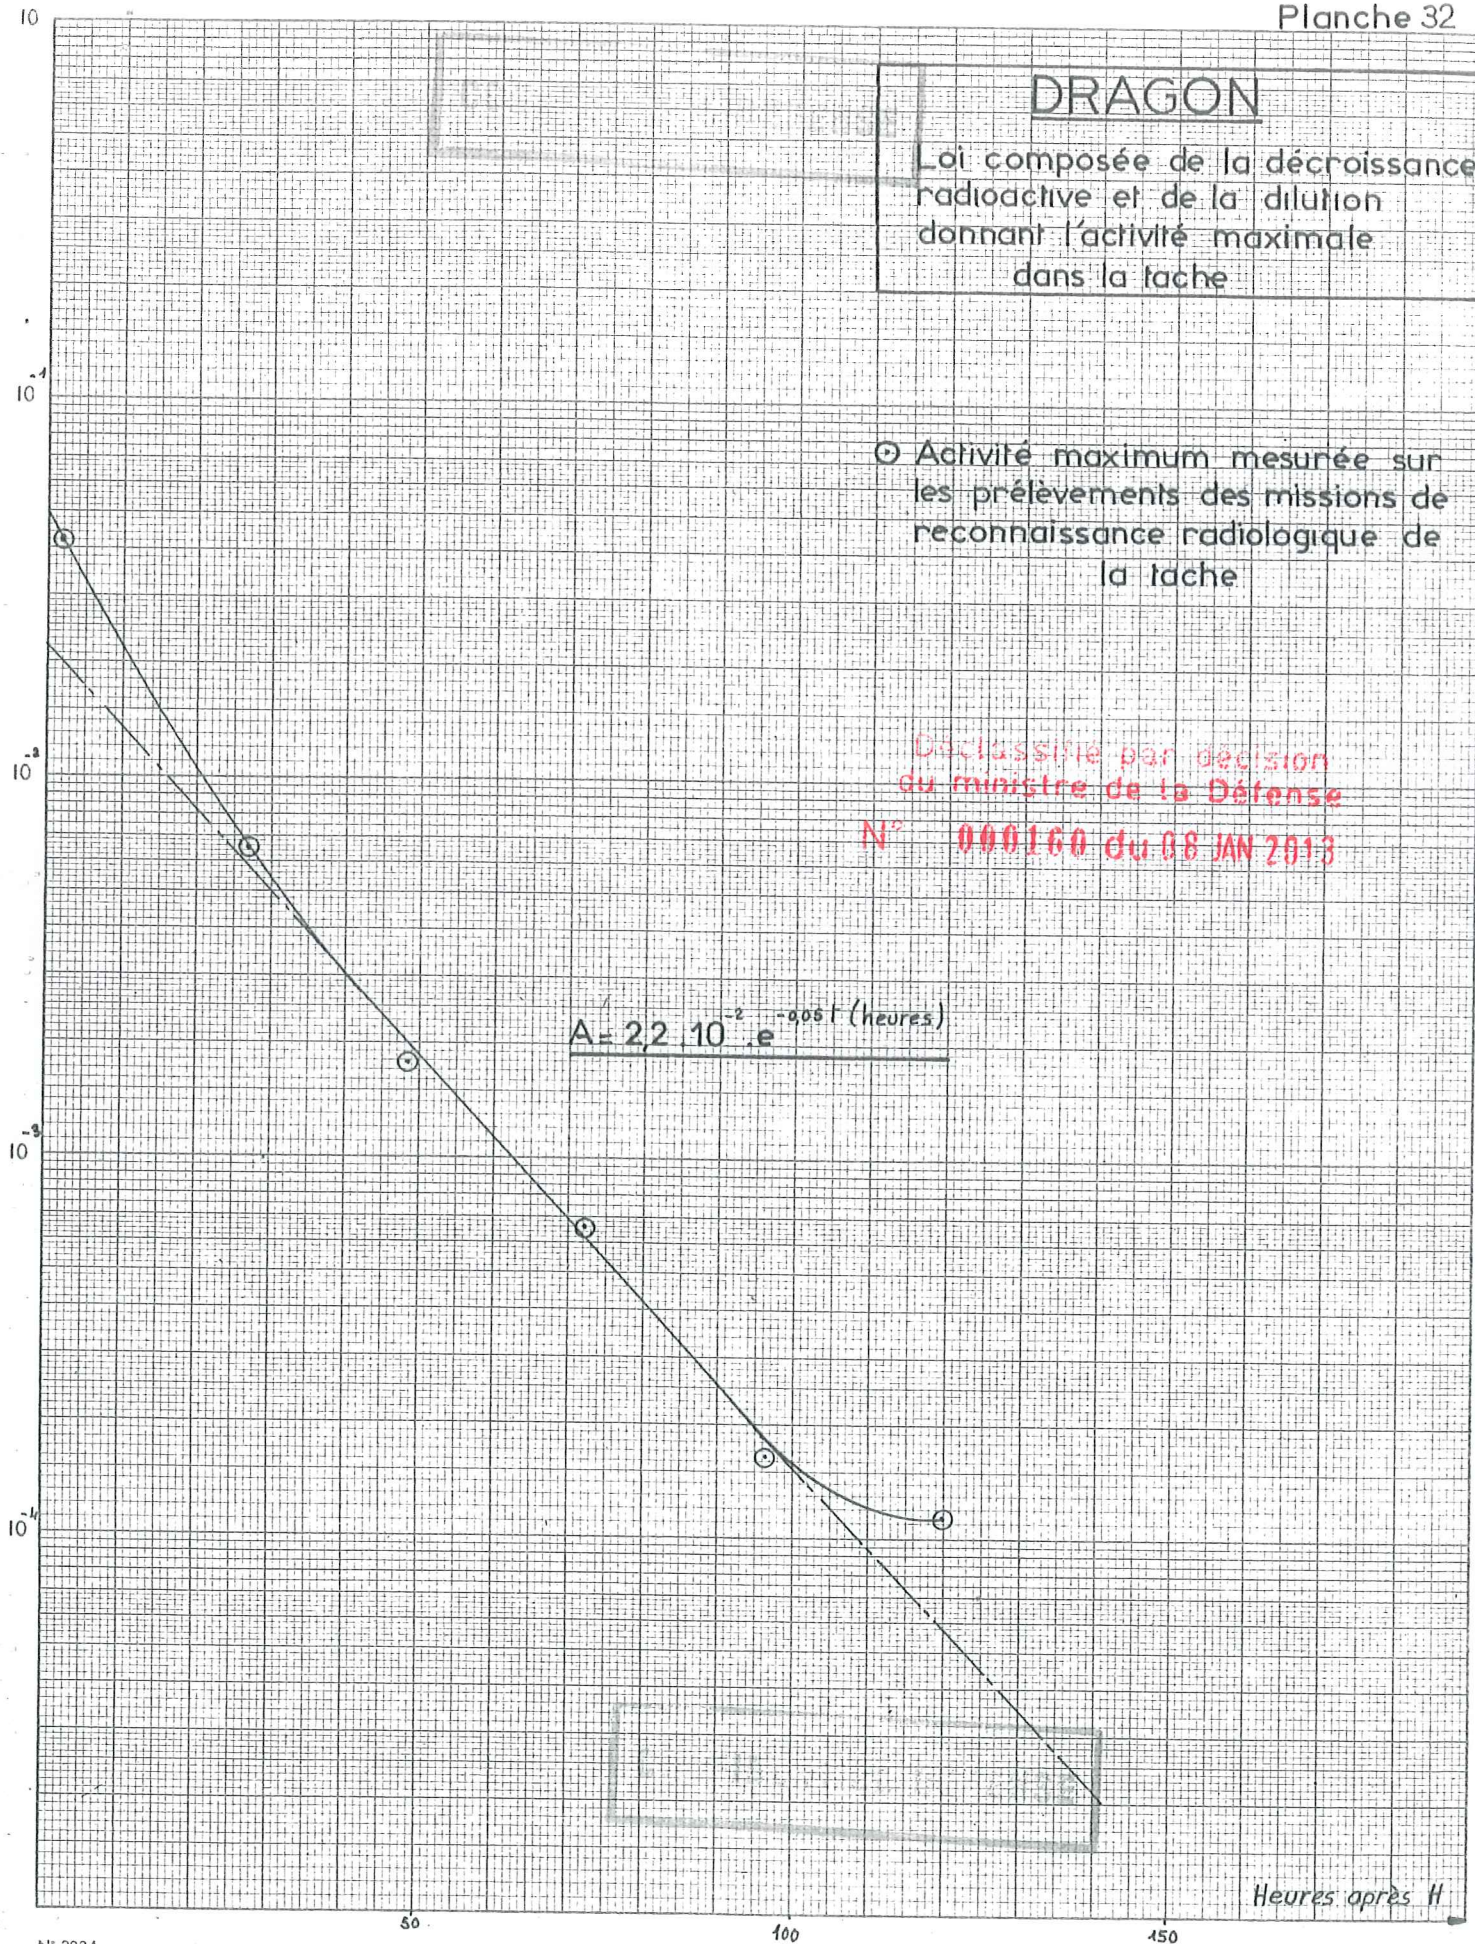 Planche 32
10
DRAGON
Loi composée de la décroissance
radioactive et de la dilution
donnant l'activité maximale
dans la tache
10⁻¹
⊙ Activité maximum mesurée sur
les prélèvements des missions de
reconnaissance radiologique de
la tache
10⁻²
Déclassifié par décision
du ministre de la Défense
N° 000160 du 08 JAN 2013
A = 2,2 . 10⁻² . e⁻⁰,⁰⁵ ᵗ (heures)
10⁻³
10⁻⁴
Heures après H
50
100
150